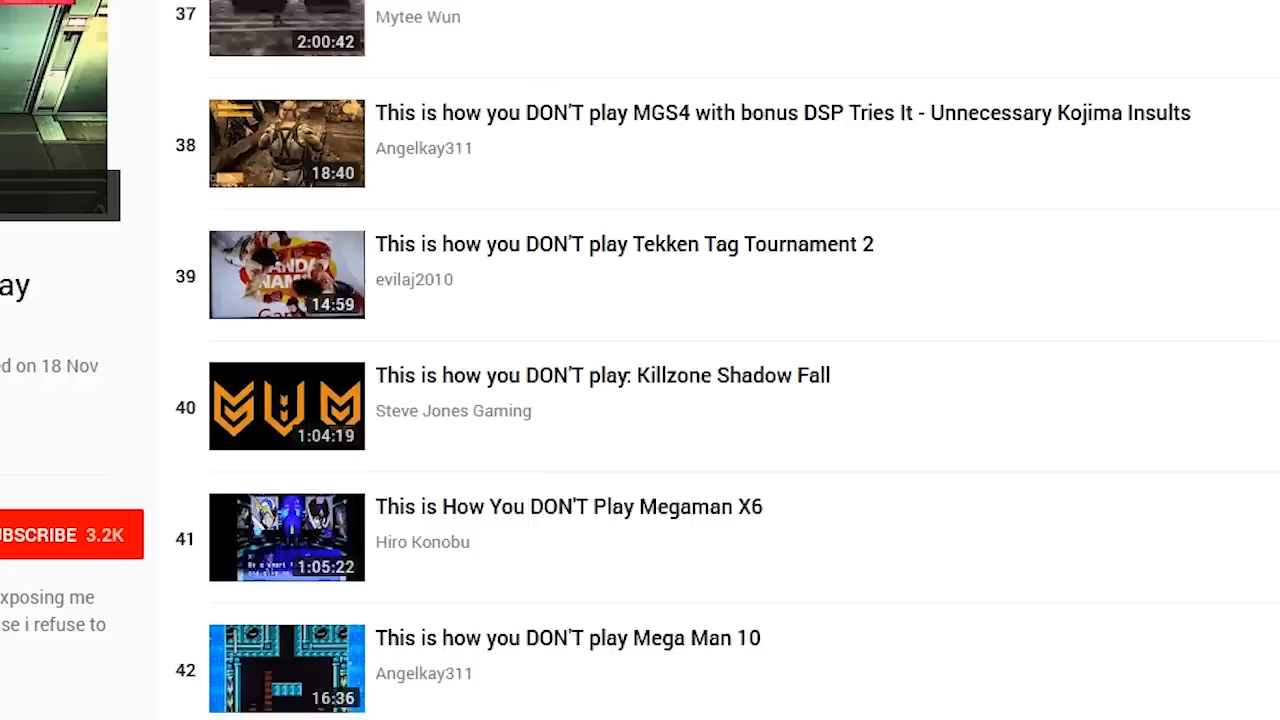 37
Mytee Wun
2:00:42
This is how you DON'T play MGS4 with bonus DSP Tries It - Unnecessary Kojima Insults
38
Angelkay311
18:40
This is how you DON'T play Tekken Tag Tournament 2
39
evilaj2010
14:59
This is how you DON'T play: Killzone Shadow Fall
40
Steve Jones Gaming
1:04:19
This is How You DON'T Play Megaman X6
41
Hiro Konobu
1:05:22
This is how you DON'T play Mega Man 10
42
Angelkay311
16:36
ay
ed on 18 Nov
UBSCRIBE 3.2K
xposing me
se i refuse to